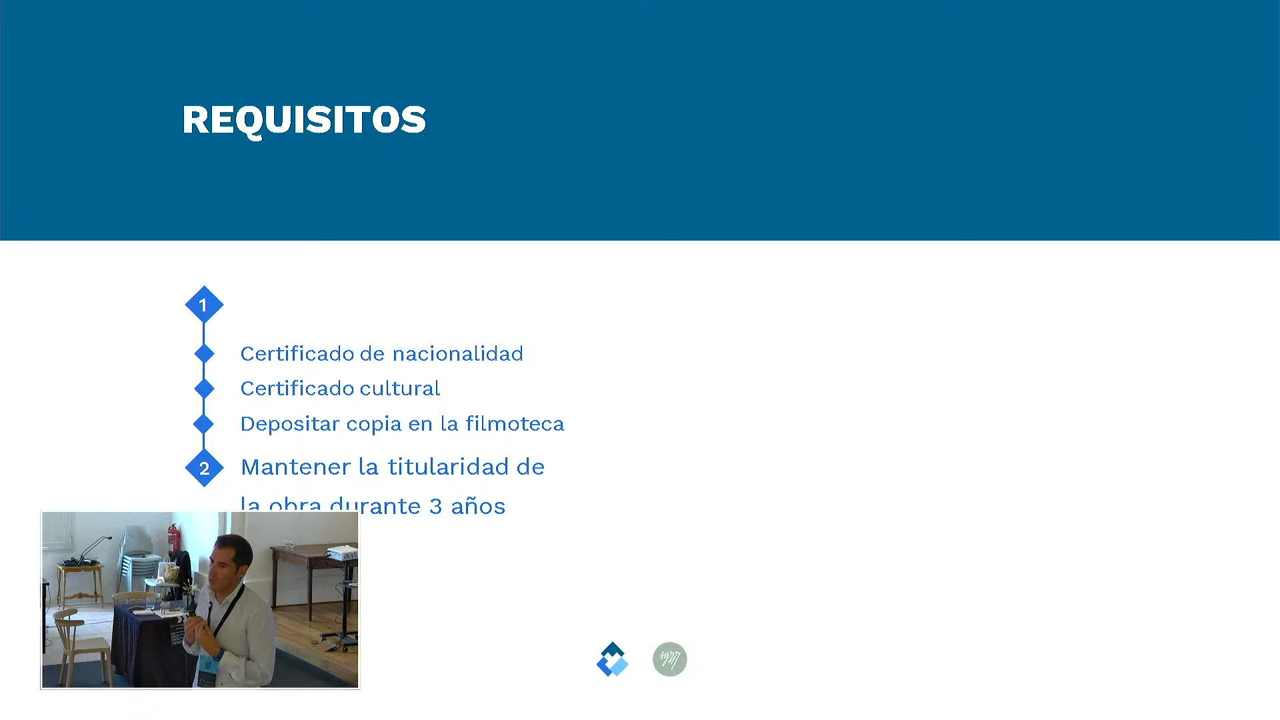 REQUISITOS
1
Certificado de nacionalidad
Certificado cultural
Depositar copia en la filmoteca
2 Mantener la titularidad de
la obra durante 3 años